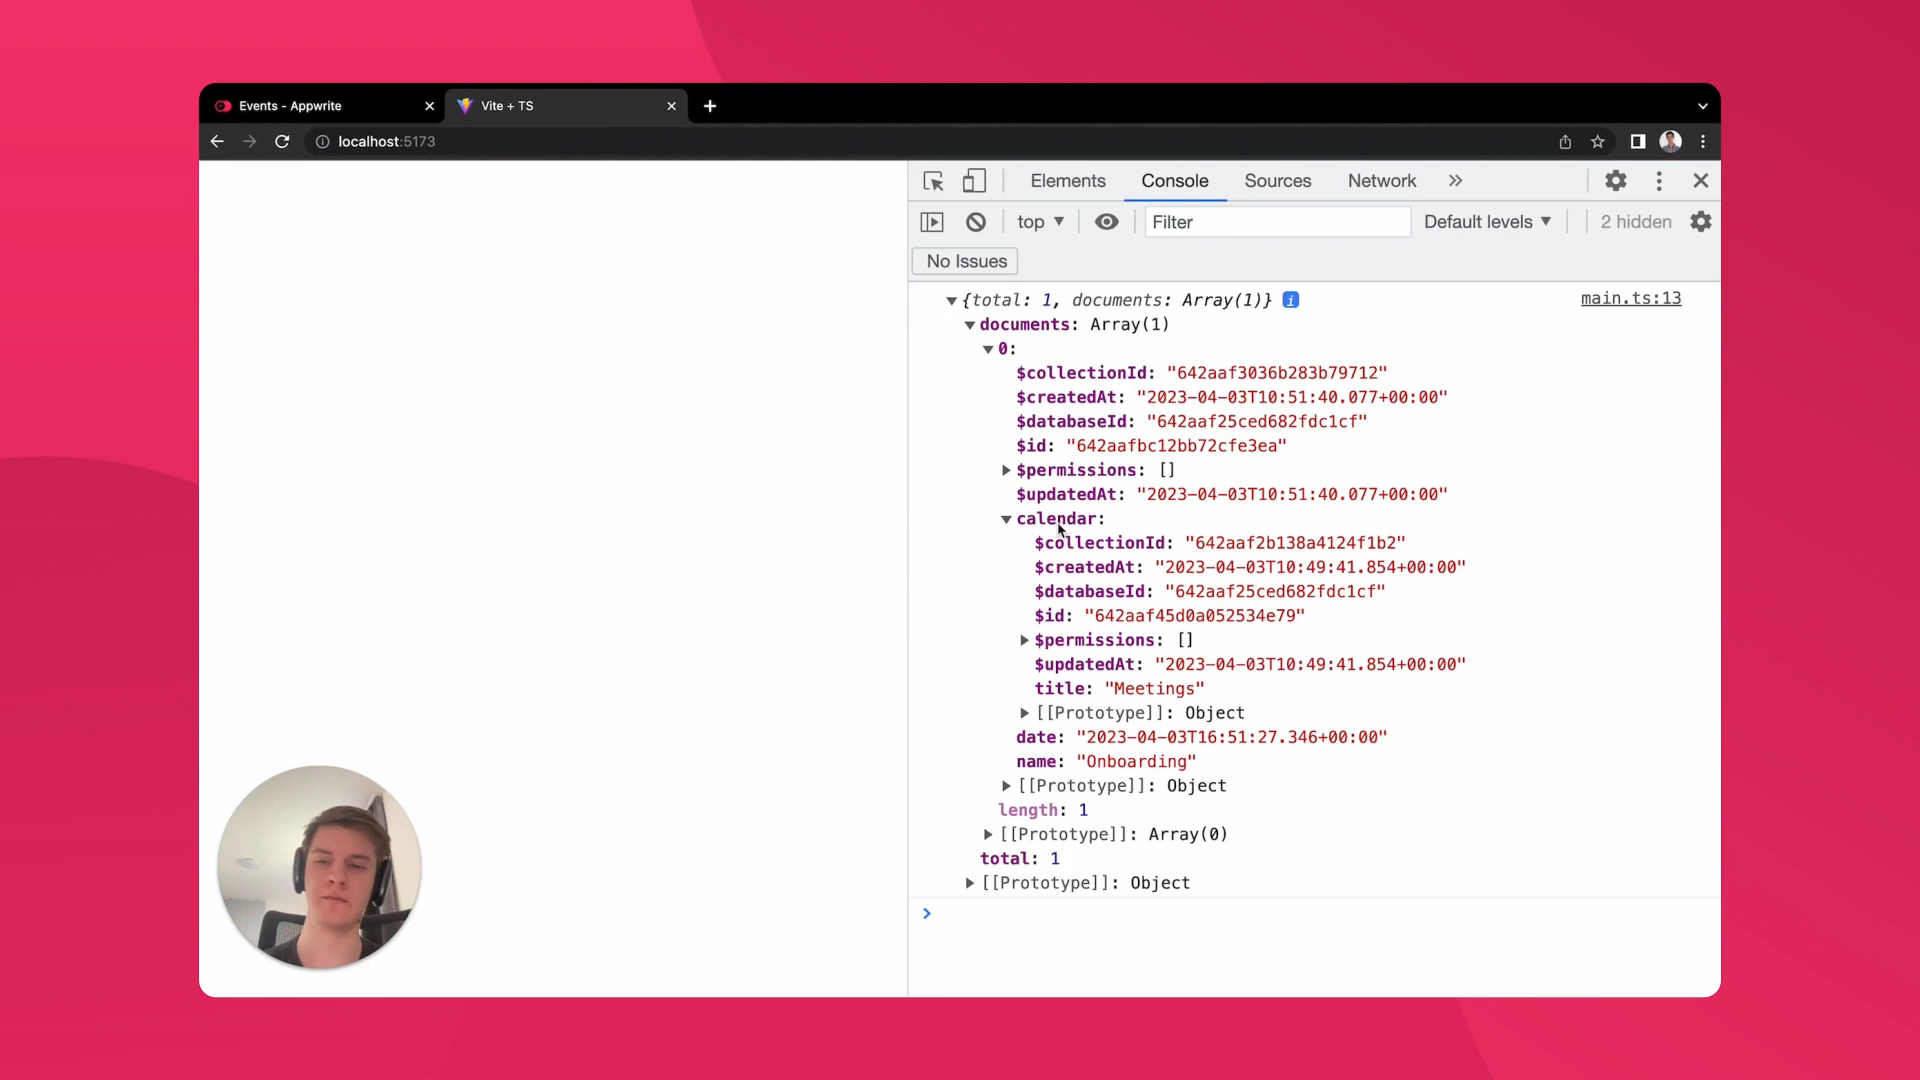 Events - Appwrite
Vite + TS
localhost:5173
Elements Console Sources Network
top Filter Default levels 2 hidden
No Issues
{total: 1, documents: Array(1)} i main.ts:13
documents: Array(1)
0:
$collectionId: "642aaf3036b283b79712"
$createdAt: "2023-04-03T10:51:40.077+00:00"
$databaseId: "642aaf25ced682fdc1cf"
$id: "642aafbc12bb72cfe3ea"
$permissions: []
$updatedAt: "2023-04-03T10:51:40.077+00:00"
calendar:
$collectionId: "642aaf2b138a4124f1b2"
$createdAt: "2023-04-03T10:49:41.854+00:00"
$databaseId: "642aaf25ced682fdc1cf"
$id: "642aaf45d0a052534e79"
$permissions: []
$updatedAt: "2023-04-03T10:49:41.854+00:00"
title: "Meetings"
[[Prototype]]: Object
date: "2023-04-03T16:51:27.346+00:00"
name: "Onboarding"
[[Prototype]]: Object
length: 1
[[Prototype]]: Array(0)
total: 1
[[Prototype]]: Object